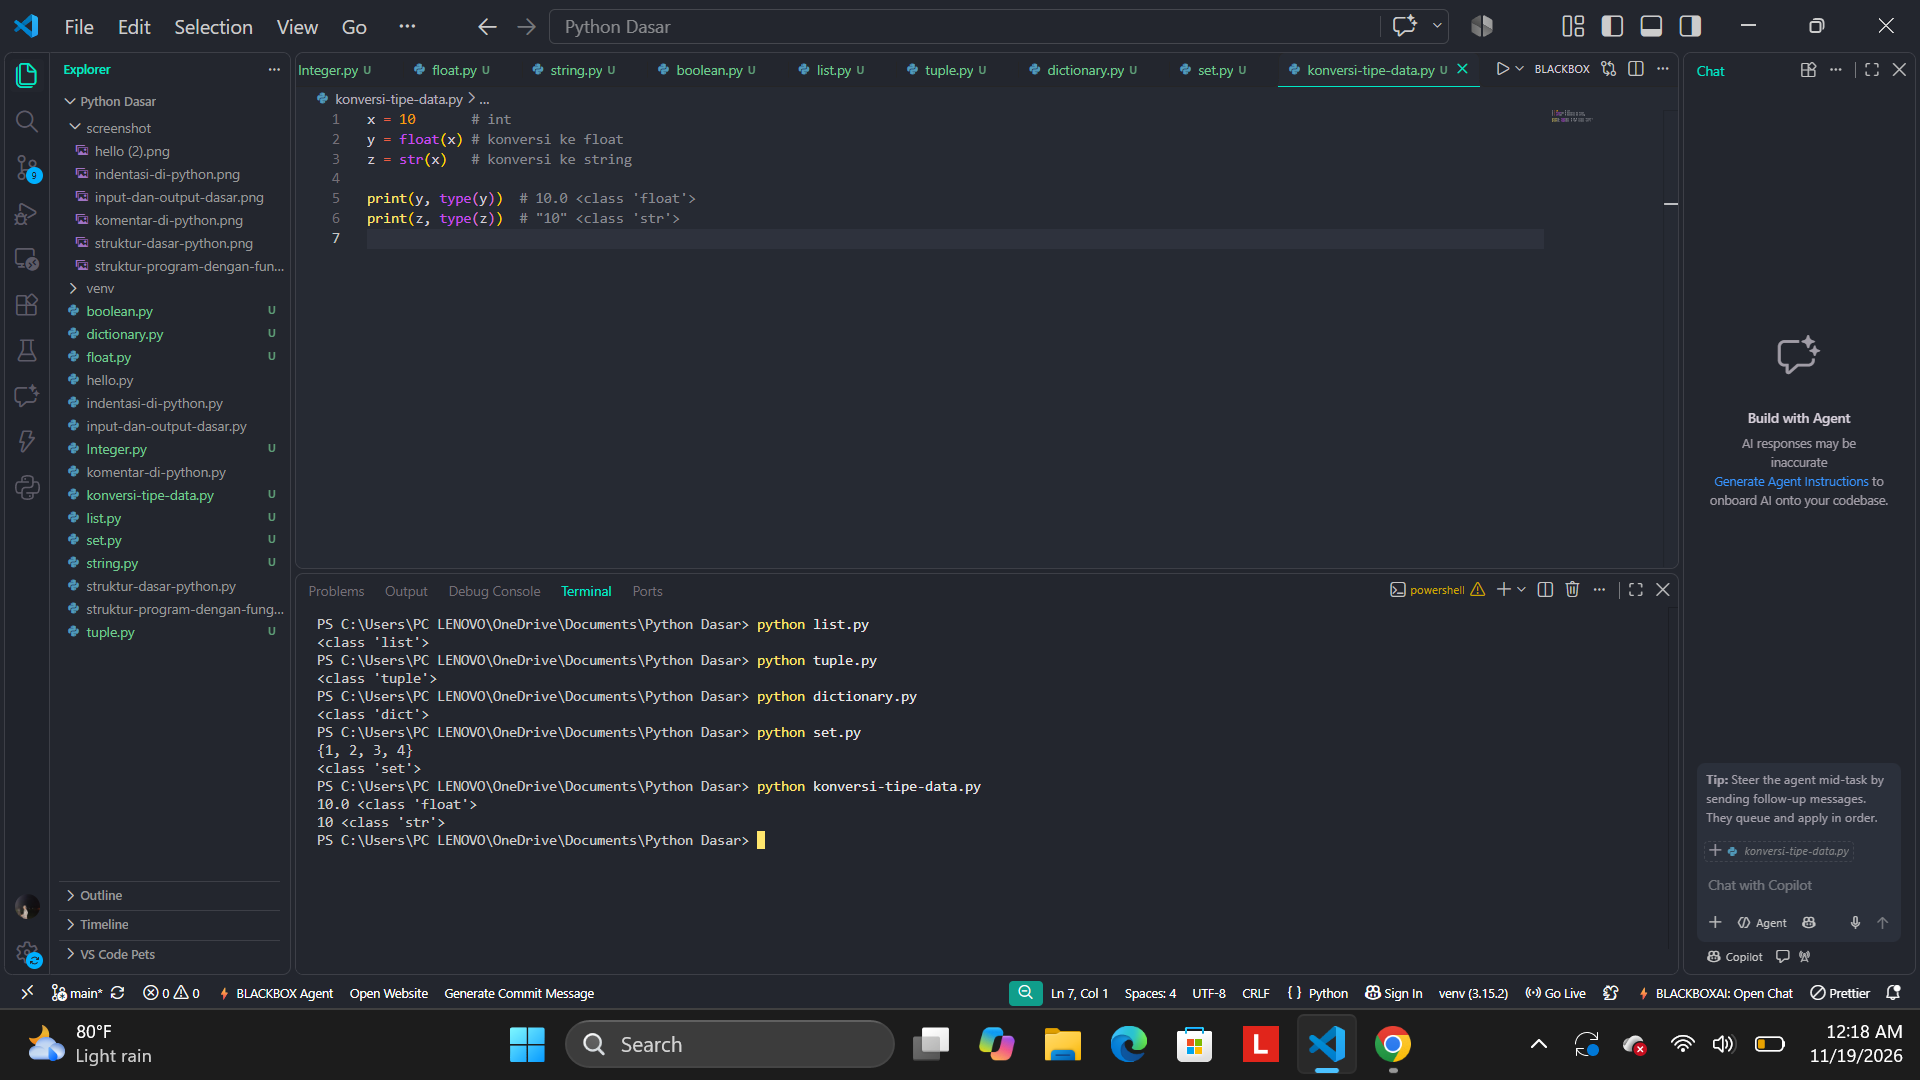 File Edit Selection View Go
Python Dasar
Explorer
Python Dasar
screenshot
hello (2).png
indentasi-di-python.png
input-dan-output-dasar.png
komentar-di-python.png
struktur-dasar-python.png
struktur-program-dengan-fun...
venv
boolean.py U
dictionary.py U
float.py U
hello.py
indentasi-di-python.py
input-dan-output-dasar.py
Integer.py U
komentar-di-python.py
konversi-tipe-data.py U
list.py U
set.py U
string.py U
struktur-dasar-python.py
struktur-program-dengan-fung...
tuple.py U
Outline
Timeline
VS Code Pets
9
Integer.py U float.py U string.py U boolean.py U list.py U tuple.py U dictionary.py U set.py U konversi-tipe-data.py U
BLACKBOX
konversi-tipe-data.py > ...
1 x = 10 # int
2 y = float(x) # konversi ke float
3 z = str(x) # konversi ke string
4
5 print(y, type(y)) # 10.0 <class 'float'>
6 print(z, type(z)) # "10" <class 'str'>
7
Problems Output Debug Console Terminal Ports
powershell
PS C:\Users\PC LENOVO\OneDrive\Documents\Python Dasar> python list.py
<class 'list'>
PS C:\Users\PC LENOVO\OneDrive\Documents\Python Dasar> python tuple.py
<class 'tuple'>
PS C:\Users\PC LENOVO\OneDrive\Documents\Python Dasar> python dictionary.py
<class 'dict'>
PS C:\Users\PC LENOVO\OneDrive\Documents\Python Dasar> python set.py
{1, 2, 3, 4}
<class 'set'>
PS C:\Users\PC LENOVO\OneDrive\Documents\Python Dasar> python konversi-tipe-data.py
10.0 <class 'float'>
10 <class 'str'>
PS C:\Users\PC LENOVO\OneDrive\Documents\Python Dasar>
Chat
Build with Agent
AI responses may be
inaccurate
Generate Agent Instructions to
onboard AI onto your codebase.
Tip: Steer the agent mid-task by
sending follow-up messages.
They queue and apply in order.
konversi-tipe-data.py
Chat with Copilot
Agent
Copilot
main* 0 0 BLACKBOX Agent Open Website Generate Commit Message
Ln 7, Col 1 Spaces: 4 UTF-8 CRLF { } Python Sign In venv (3.15.2) Go Live BLACKBOXAI: Open Chat Prettier
80°F
Light rain
Search
L
12:18 AM
11/19/2026